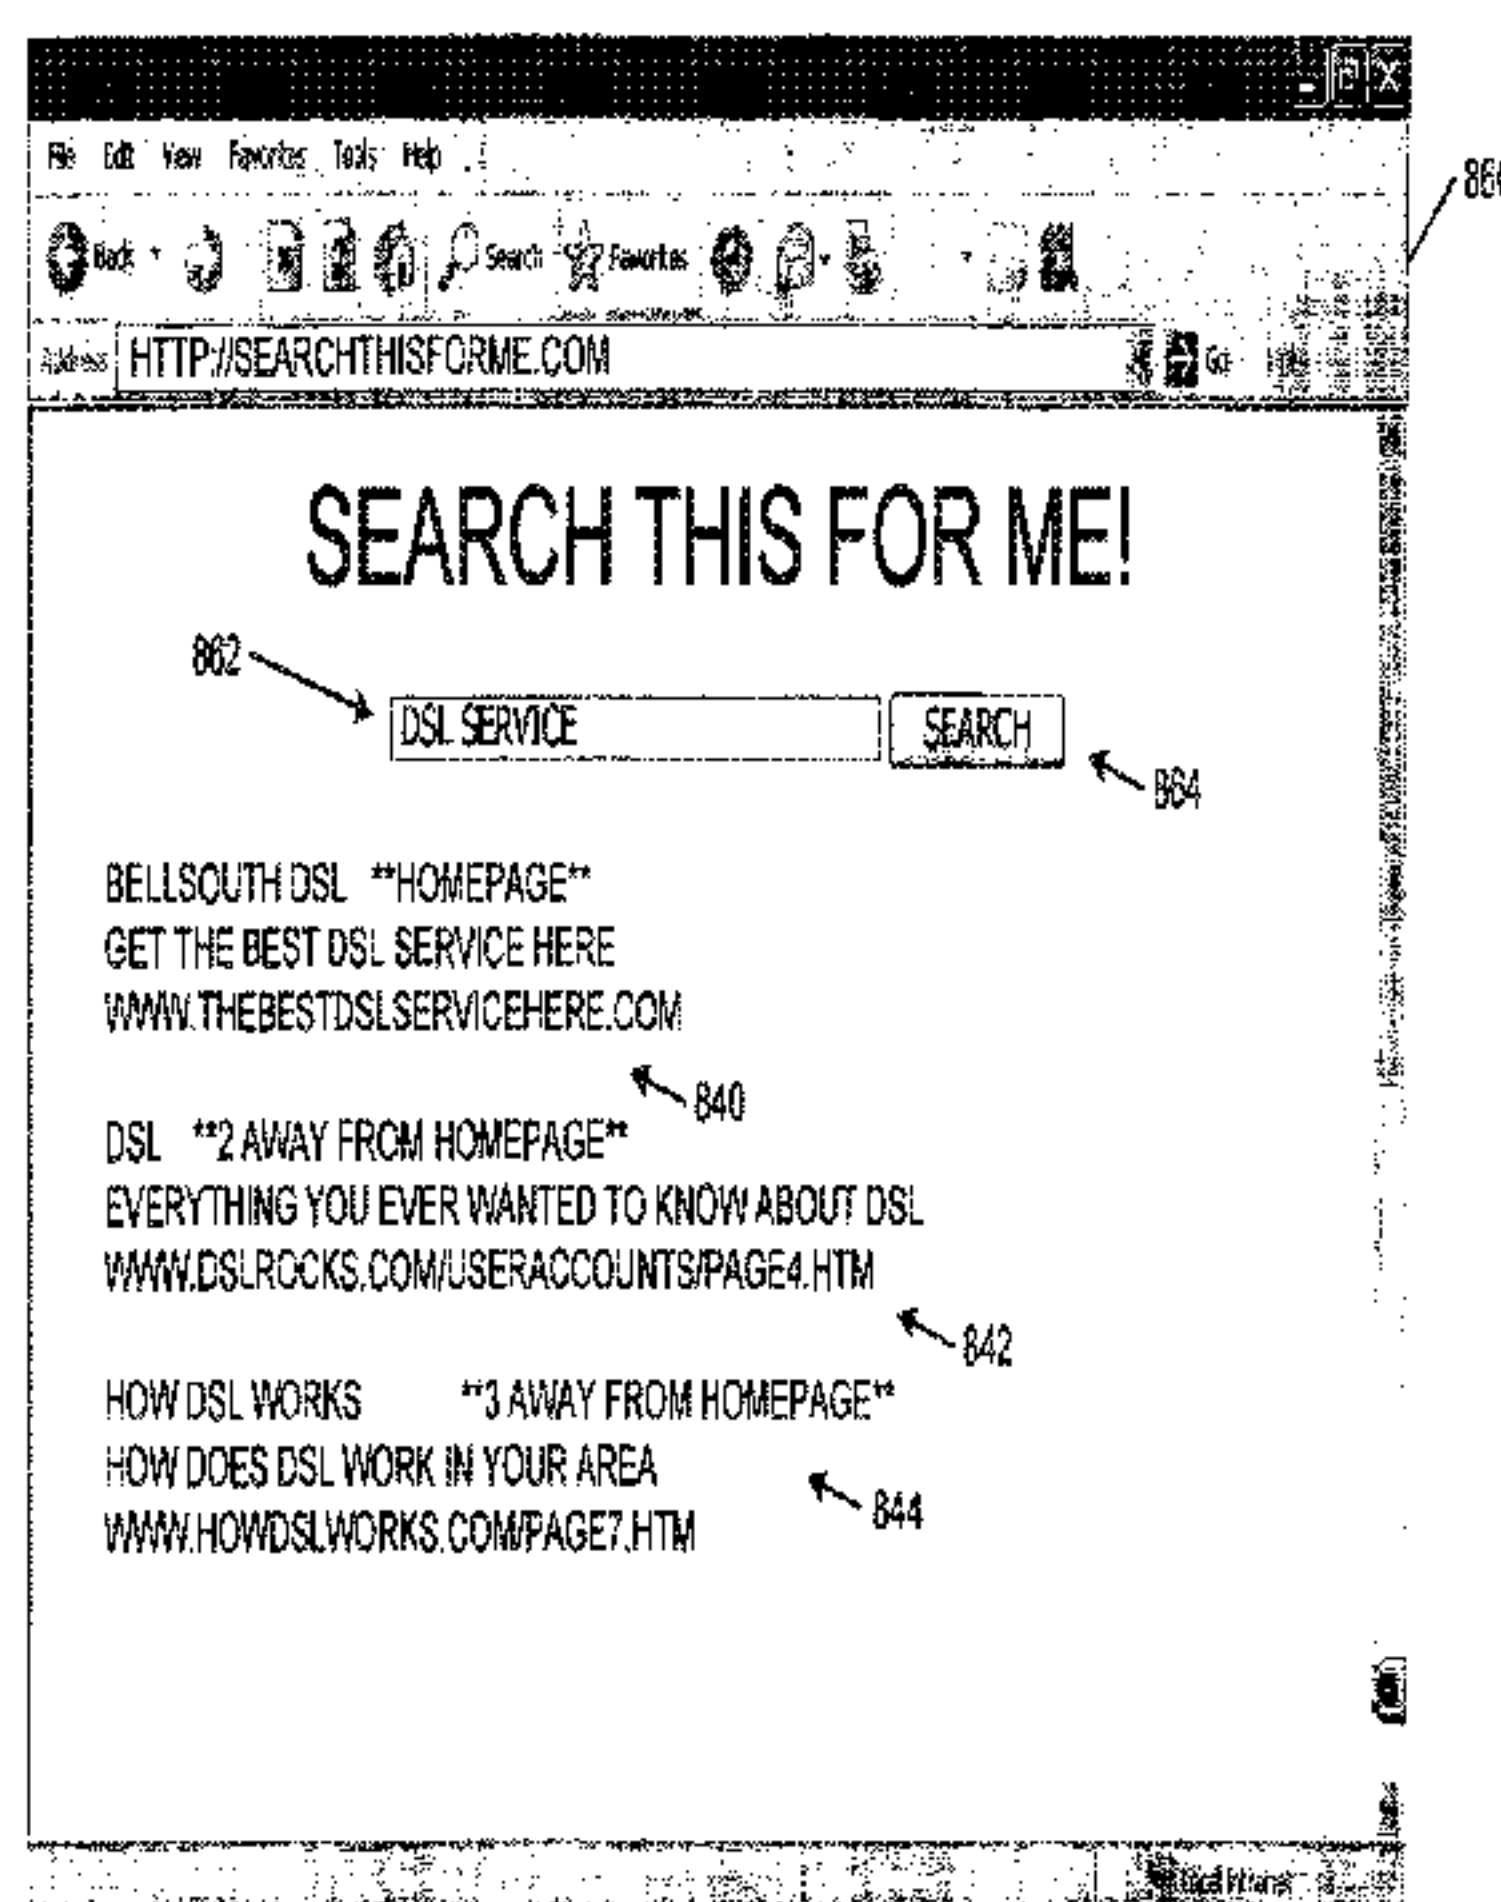 File Edit View Favorites Tools Help
Back Search Favorites
Address HTTP://SEARCHTHISFORME.COM Go
SEARCH THIS FOR ME!
862
DSL SERVICE SEARCH
864
BELLSOUTH DSL **HOMEPAGE**
GET THE BEST DSL SERVICE HERE
WWW.THEBESTDSLSERVICEHERE.COM
840
DSL **2 AWAY FROM HOMEPAGE**
EVERYTHING YOU EVER WANTED TO KNOW ABOUT DSL
WWW.DSLROCKS.COM/USERACCOUNTS/PAGE4.HTM
842
HOW DSL WORKS **3 AWAY FROM HOMEPAGE**
HOW DOES DSL WORK IN YOUR AREA
844
WWW.HOWDSLWORKS.COM/PAGE7.HTM